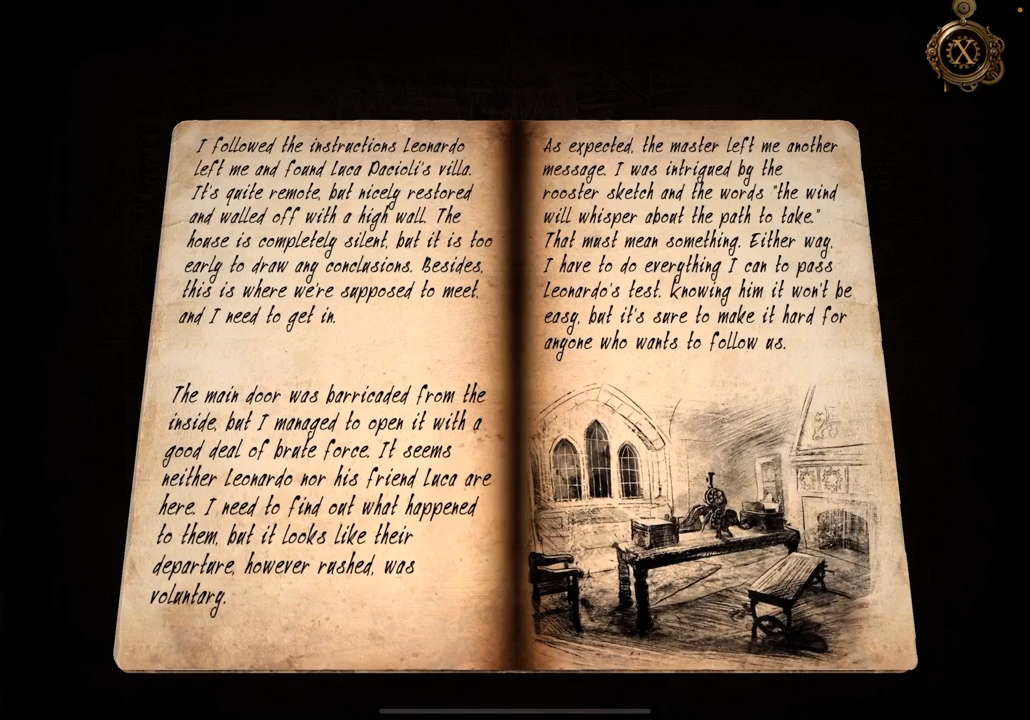 I followed the instructions Leonardo
left me and found Luca Pacioli's villa.
It's quite remote, but nicely restored
and walled off with a high wall. The
house is completely silent, but it is too
early to draw any conclusions. Besides,
this is where we're supposed to meet,
and I need to get in.
The main door was barricaded from the
inside, but I managed to open it with a
good deal of brute force. It seems
neither Leonardo nor his friend Luca are
here. I need to find out what happened
to them, but it looks like their
departure, however rushed, was
voluntary.
As expected, the master left me another
message. I was intrigued by the
rooster sketch and the words "the wind
will whisper about the path to take."
That must mean something. Either way,
I have to do everything I can to pass
Leonardo's test. Knowing him it won't be
easy, but it's sure to make it hard for
anyone who wants to follow us.
X